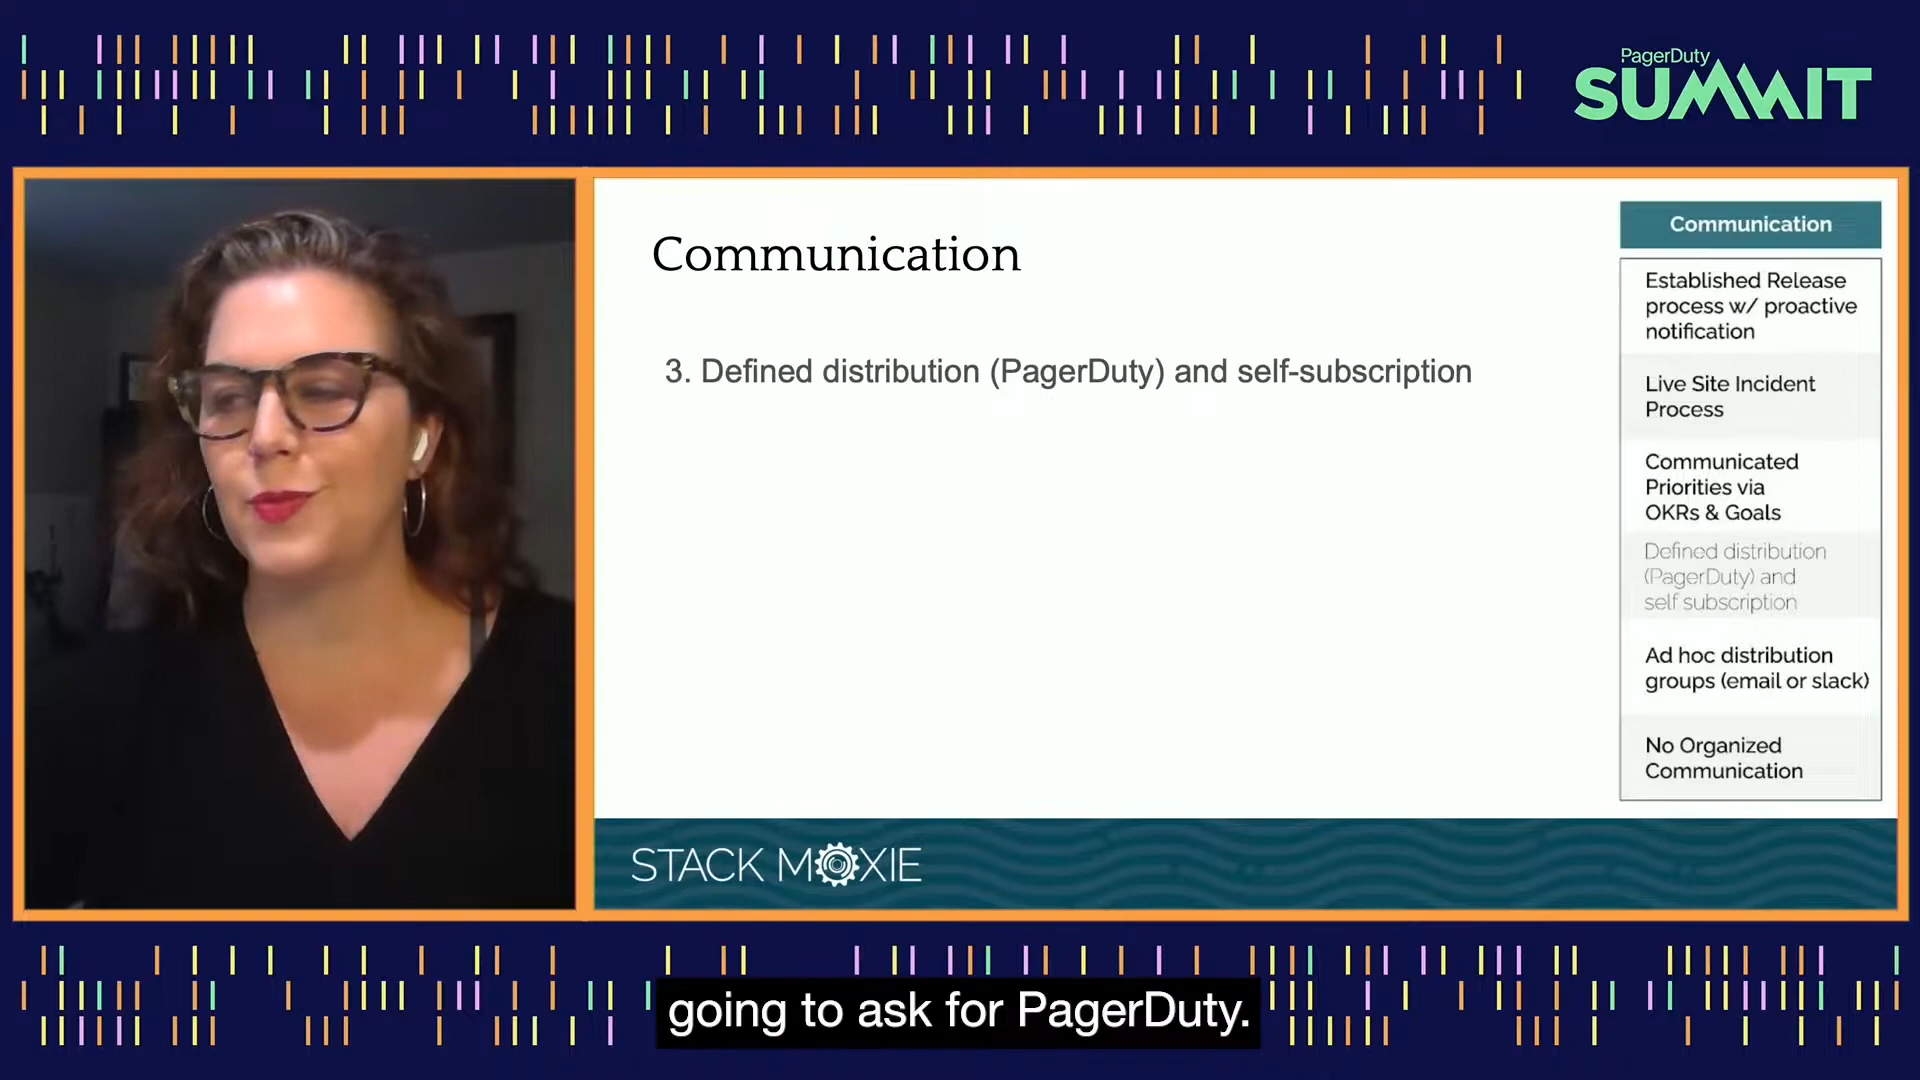 PagerDuty
SUMMIT
Communication
3. Defined distribution (PagerDuty) and self-subscription
Communication
Established Release
process w/ proactive
notification
Live Site Incident
Process
Communicated
Priorities via
OKRs & Goals
Defined distribution
(PagerDuty) and
self subscription
Ad hoc distribution
groups (email or slack)
No Organized
Communication
STACK MOXIE
going to ask for PagerDuty.